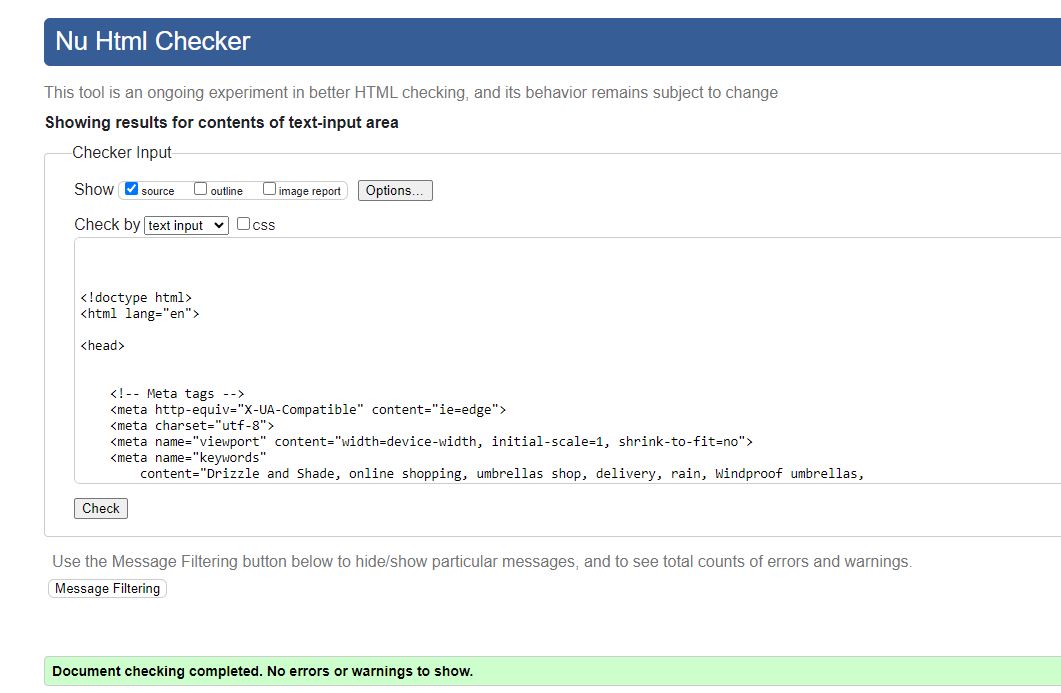 Nu Html Checker
This tool is an ongoing experiment in better HTML checking, and its behavior remains subject to change
Showing results for contents of text-input area
Checker Input
Show source outline image report Options...
Check by text input css
<!doctype html>
<html lang="en">
<head>
<!-- Meta tags -->
<meta http-equiv="X-UA-Compatible" content="ie=edge">
<meta charset="utf-8">
<meta name="viewport" content="width=device-width, initial-scale=1, shrink-to-fit=no">
<meta name="keywords"
content="Drizzle and Shade, online shopping, umbrellas shop, delivery, rain, Windproof umbrellas,
Check
Use the Message Filtering button below to hide/show particular messages, and to see total counts of errors and warnings.
Message Filtering
Document checking completed. No errors or warnings to show.